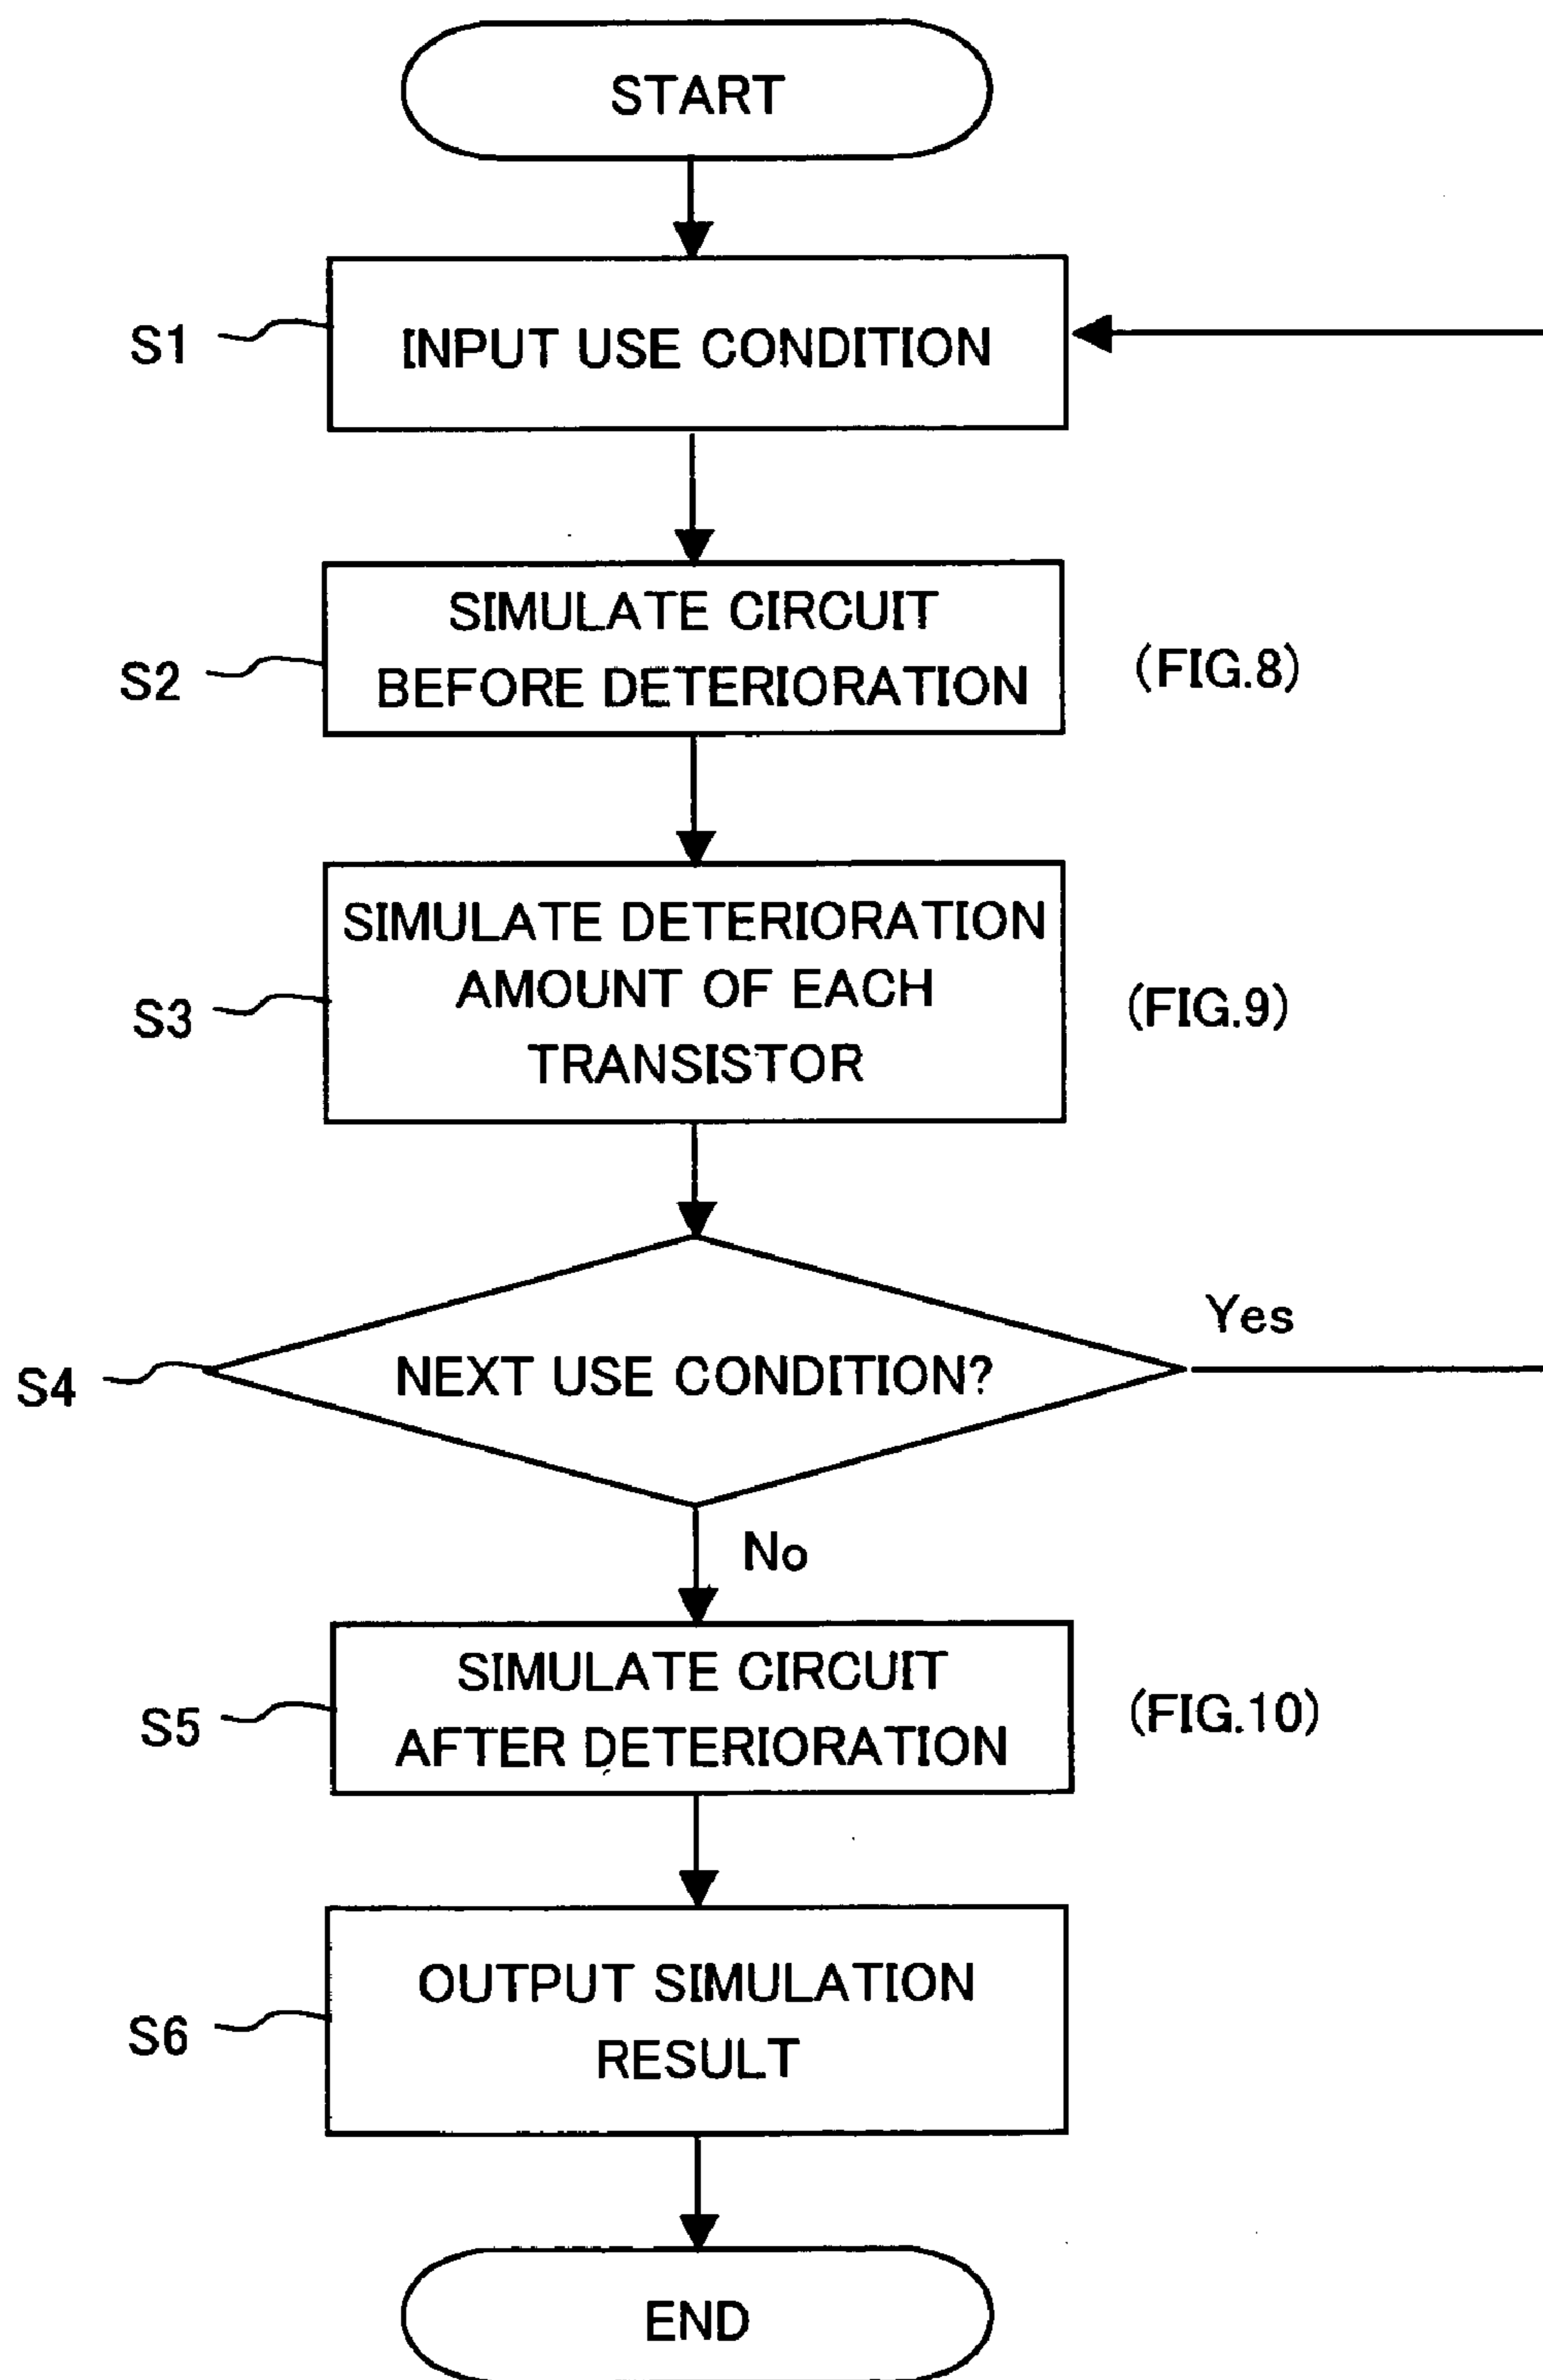 START
S1
INPUT USE CONDITION
S2
SIMULATE CIRCUIT
BEFORE DETERIORATION
(FIG.8)
S3
SIMULATE DETERIORATION
AMOUNT OF EACH
TRANSISTOR
(FIG.9)
S4
NEXT USE CONDITION?
Yes
No
S5
SIMULATE CIRCUIT
AFTER DETERIORATION
(FIG.10)
S6
OUTPUT SIMULATION
RESULT
END